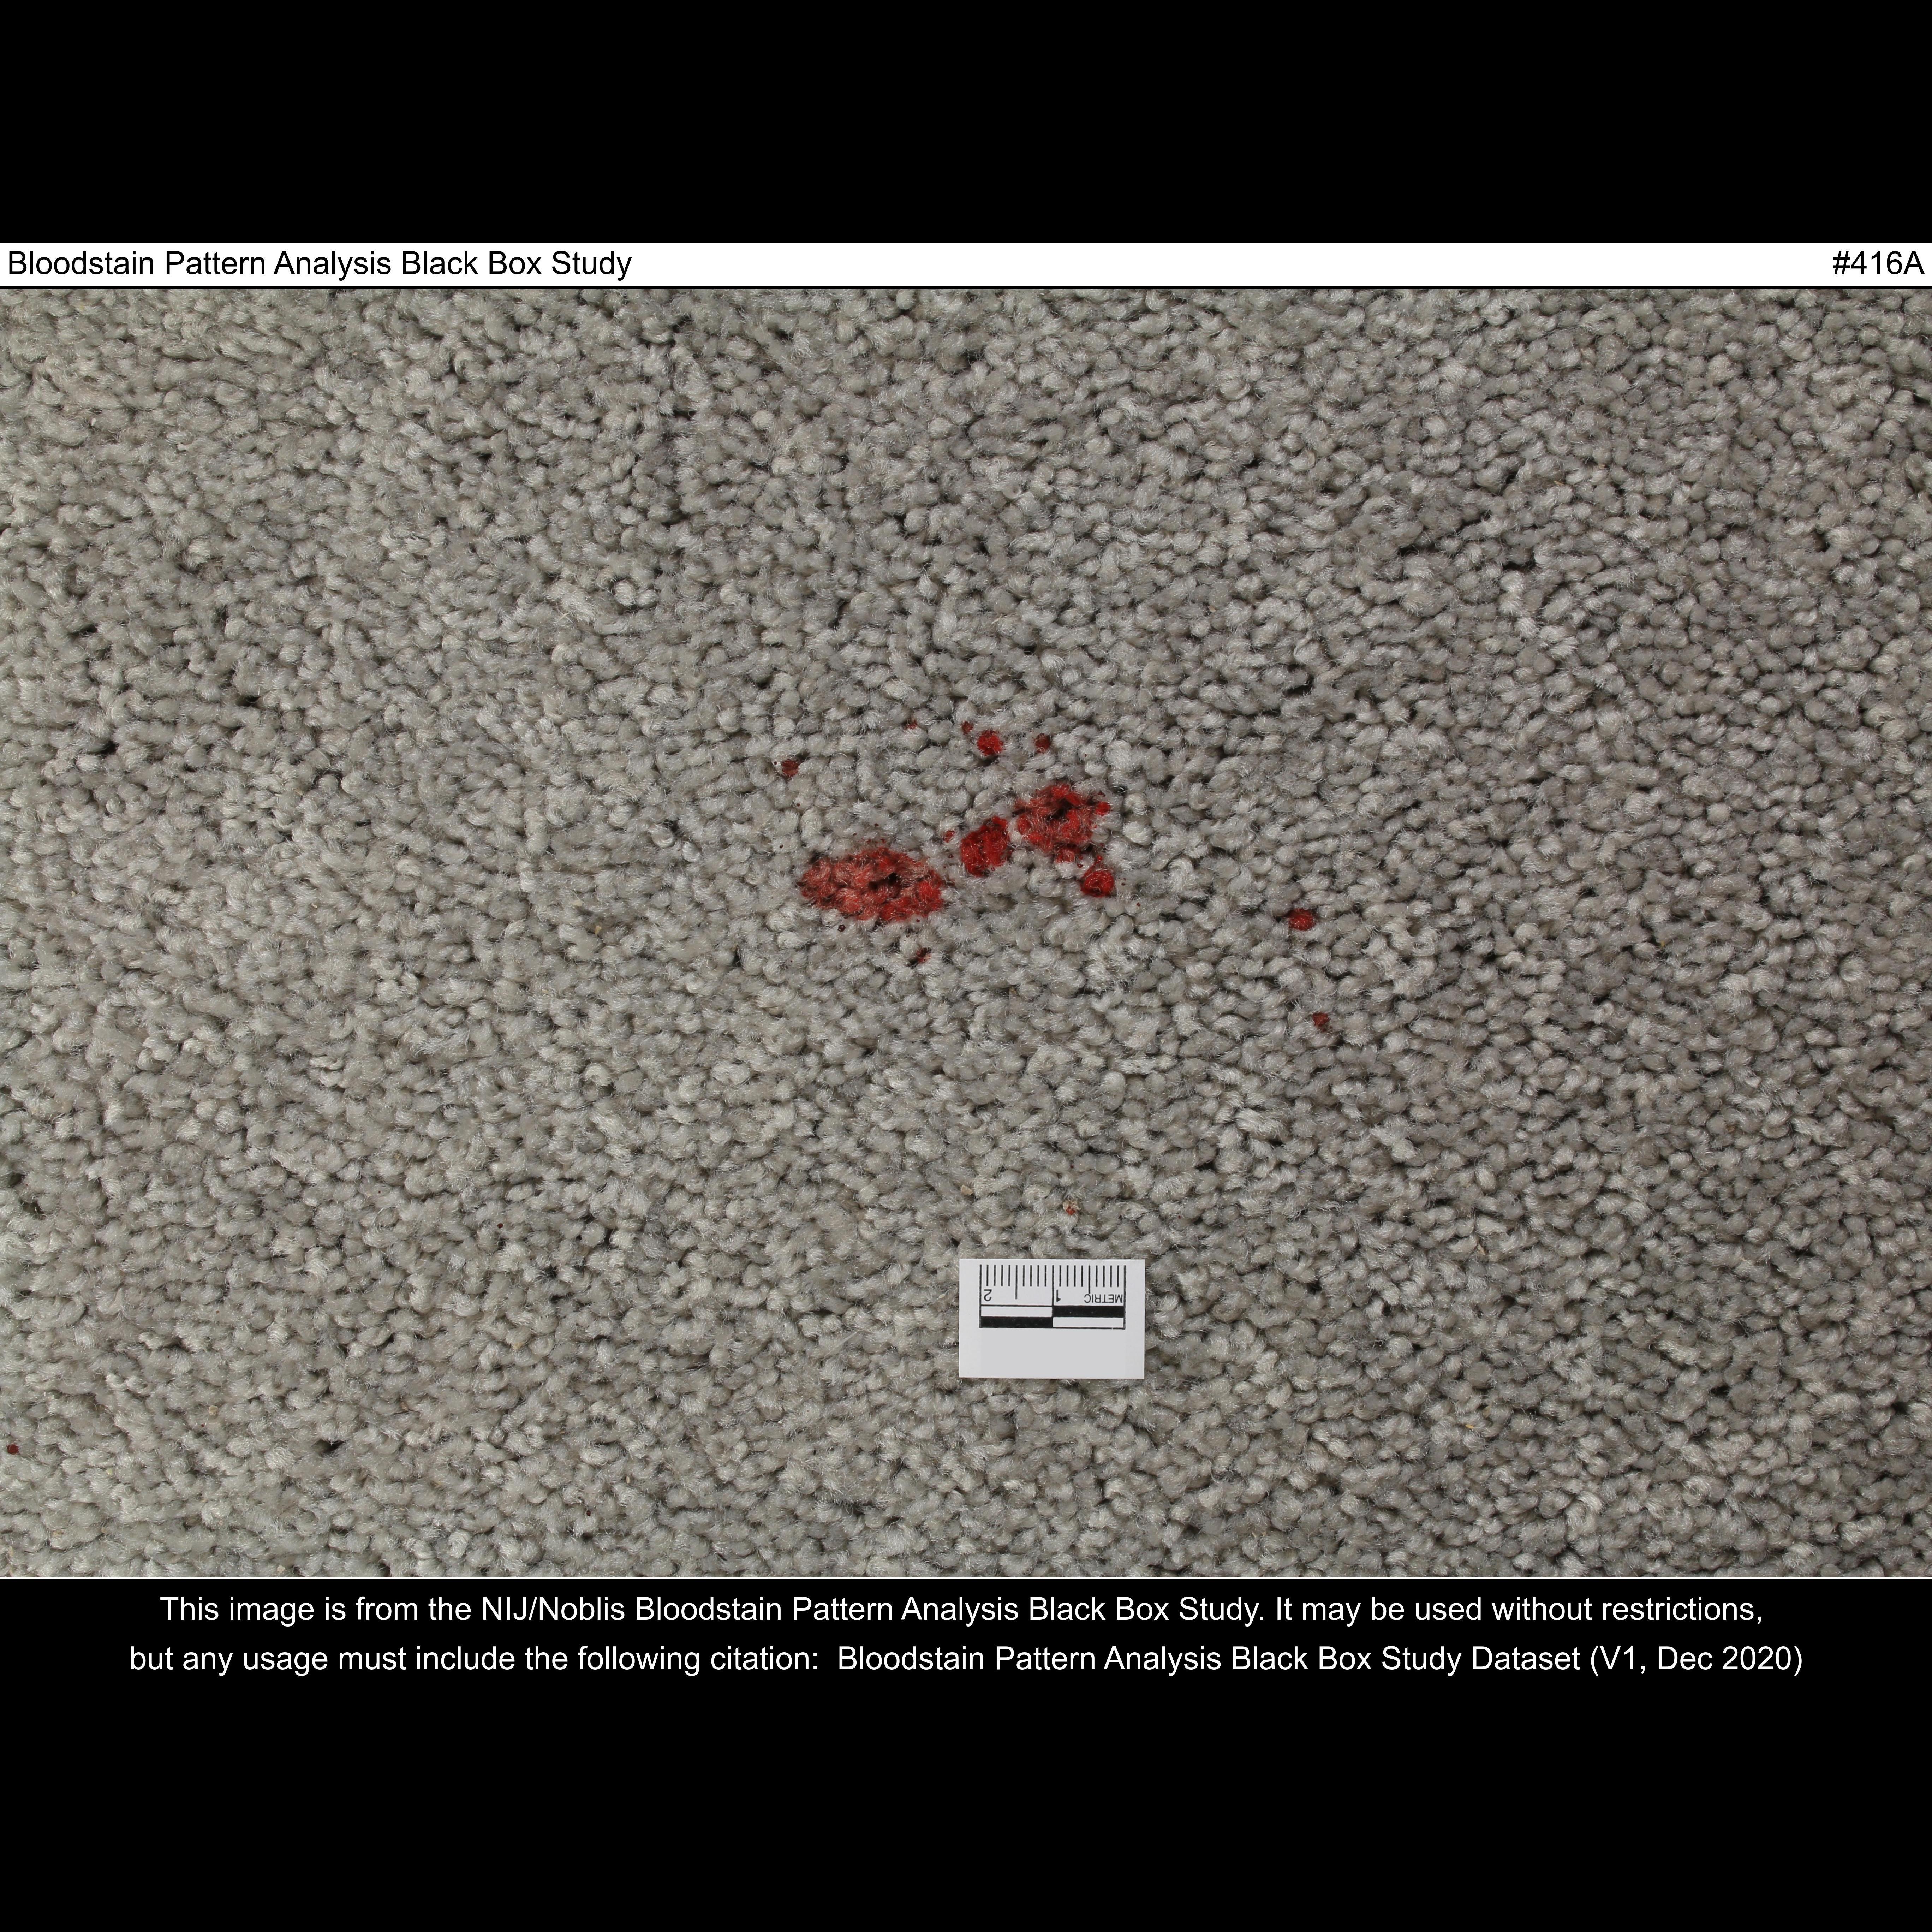 Bloodstain Pattern Analysis Black Box Study #416A
2 1 METRIC
This image is from the NIJ/Noblis Bloodstain Pattern Analysis Black Box Study. It may be used without restrictions,
but any usage must include the following citation: Bloodstain Pattern Analysis Black Box Study Dataset (V1, Dec 2020)